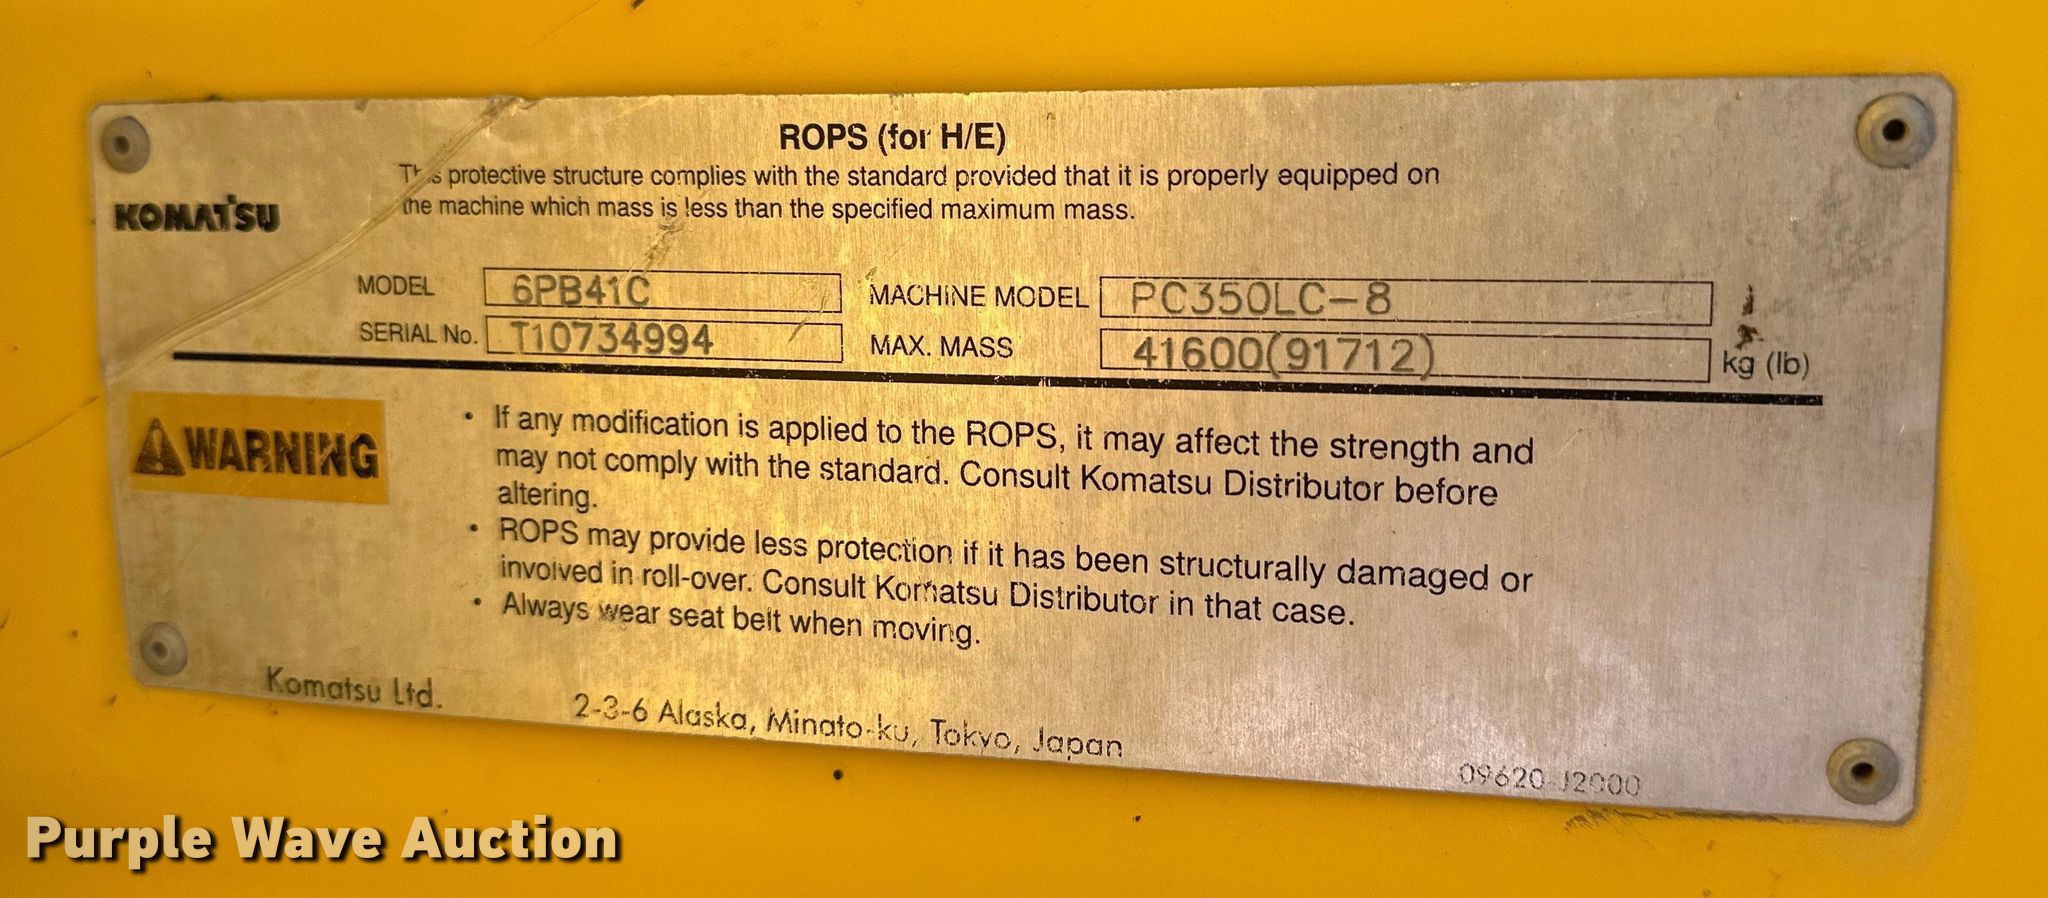 ROPS (for H/E)
This protective structure complies with the standard provided that it is properly equipped on
the machine which mass is less than the specified maximum mass.
KOMATSU
MODEL 6PB41C MACHINE MODEL PC350LC-8
SERIAL No. T10734994 MAX. MASS 41600(91712) kg (lb)
WARNING
• If any modification is applied to the ROPS, it may affect the strength and
may not comply with the standard. Consult Komatsu Distributor before
altering.
• ROPS may provide less protection if it has been structurally damaged or
involved in roll-over. Consult Komatsu Distributor in that case.
• Always wear seat belt when moving.
Komatsu Ltd. 2-3-6 Alaska, Minato-ku, Tokyo, Japan
09620-J2000
Purple Wave Auction